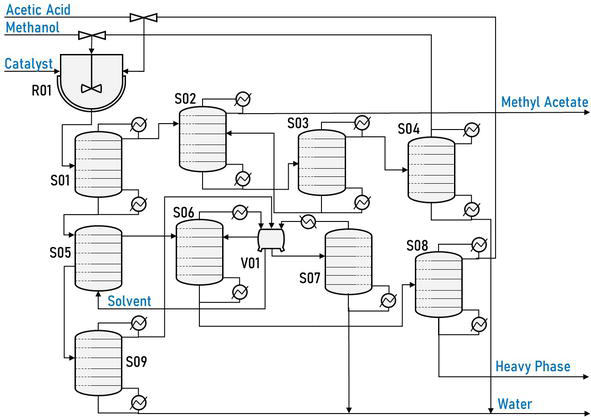 Acetic Acid
Methanol
Catalyst
R01
S02
Methyl Acetate
S03
S04
S01
S06
S05
V01
S07
S08
Solvent
S09
Heavy Phase
Water